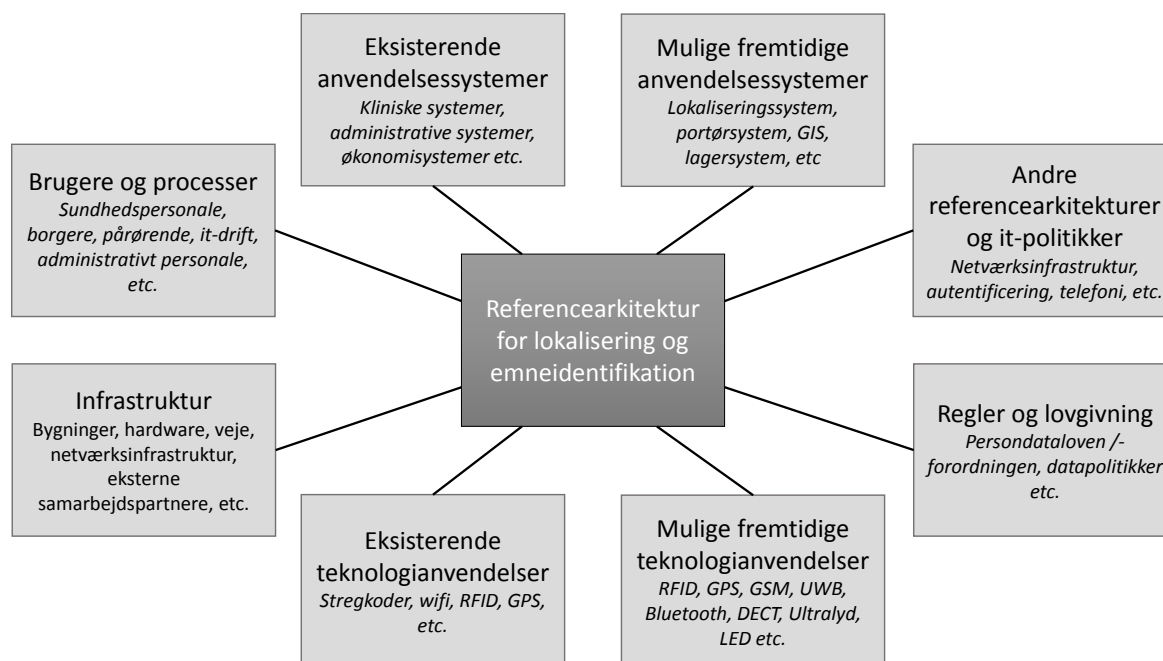 Eksisterende
anvendelsessystemer
Kliniske systemer,
administrative systemer,
økonomisystemer etc.
Mulige fremtidige
anvendelsessystemer
Lokaliseringssystem,
portørsystem, GIS,
lagersystem, etc
Brugere og processer
Sundhedspersonale,
borgere, pårørende, it-drift,
administrativt personale,
etc.
Andre
referencearkitekturer
og it-politikker
Netværksinfrastruktur,
autentificering, telefoni, etc.
Referencearkitektur
for lokalisering og
emneidentifikation
Infrastruktur
Bygninger, hardware, veje,
netværksinfrastruktur,
eksterne
samarbejdspartnere, etc.
Regler og lovgivning
Persondataloven /-
forordningen, datapolitikker
etc.
Eksisterende
teknologianvendelser
Stregkoder, wifi, RFID, GPS,
etc.
Mulige fremtidige
teknologianvendelser
RFID, GPS, GSM, UWB,
Bluetooth, DECT, Ultralyd,
LED etc.